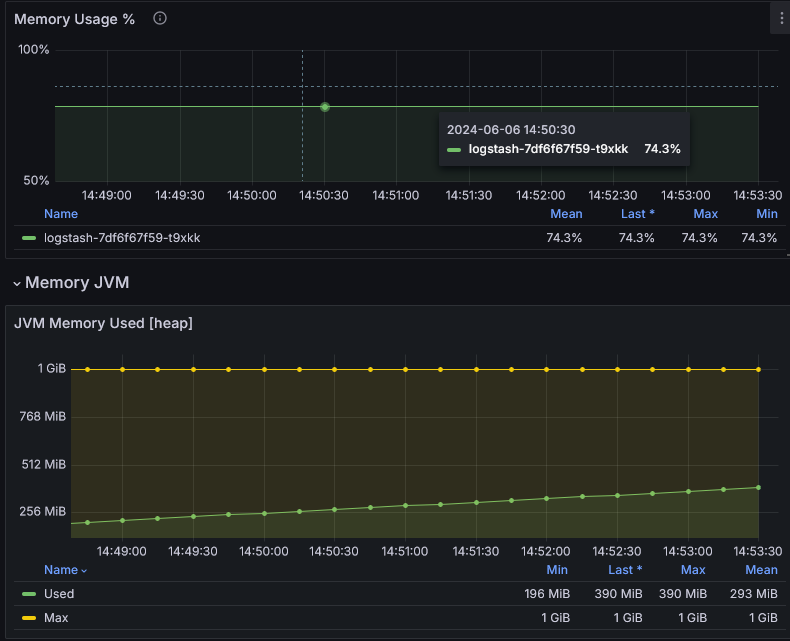 Memory Usage %
100%
2024-06-06 14:50:30
logstash-7df6f67f59-t9xkk 74.3%
50%
14:49:00 14:49:30 14:50:00 14:50:30 14:51:00 14:51:30 14:52:00 14:52:30 14:53:00 14:53:30
Name Mean Last * Max Min
logstash-7df6f67f59-t9xkk 74.3% 74.3% 74.3% 74.3%
Memory JVM
JVM Memory Used [heap]
1 GiB
768 MiB
512 MiB
256 MiB
14:49:00 14:49:30 14:50:00 14:50:30 14:51:00 14:51:30 14:52:00 14:52:30 14:53:00 14:53:30
Name Min Last * Max Mean
Used 196 MiB 390 MiB 390 MiB 293 MiB
Max 1 GiB 1 GiB 1 GiB 1 GiB